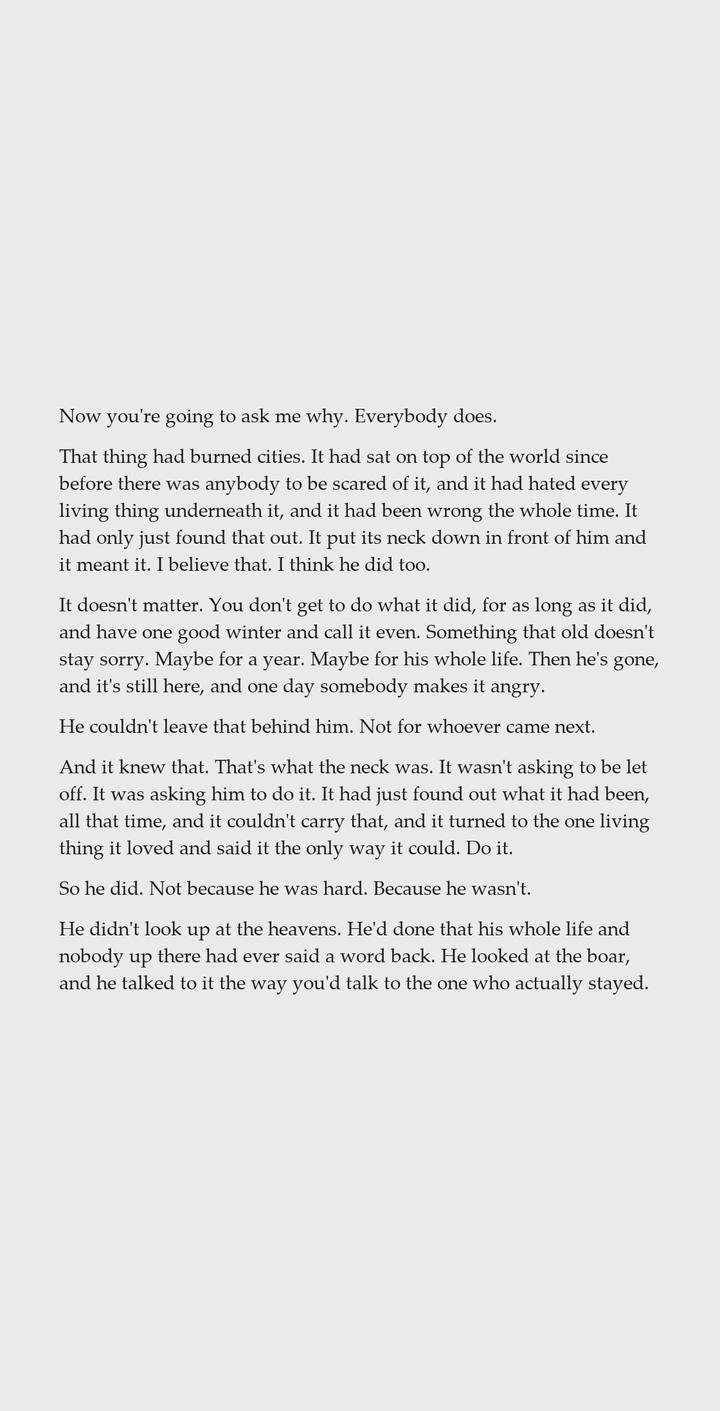 Now you're going to ask me why. Everybody does.
That thing had burned cities. It had sat on top of the world since
before there was anybody to be scared of it, and it had hated every
living thing underneath it, and it had been wrong the whole time. It
had only just found that out. It put its neck down in front of him and
it meant it. I believe that. I think he did too.
It doesn't matter. You don't get to do what it did, for as long as it did,
and have one good winter and call it even. Something that old doesn't
stay sorry. Maybe for a year. Maybe for his whole life. Then he's gone,
and it's still here, and one day somebody makes it angry.
He couldn't leave that behind him. Not for whoever came next.
And it knew that. That's what the neck was. It wasn't asking to be let
off. It was asking him to do it. It had just found out what it had been,
all that time, and it couldn't carry that, and it turned to the one living
thing it loved and said it the only way it could. Do it.
So he did. Not because he was hard. Because he wasn't.
He didn't look up at the heavens. He'd done that his whole life and
nobody up there had ever said a word back. He looked at the boar,
and he talked to it the way you'd talk to the one who actually stayed.